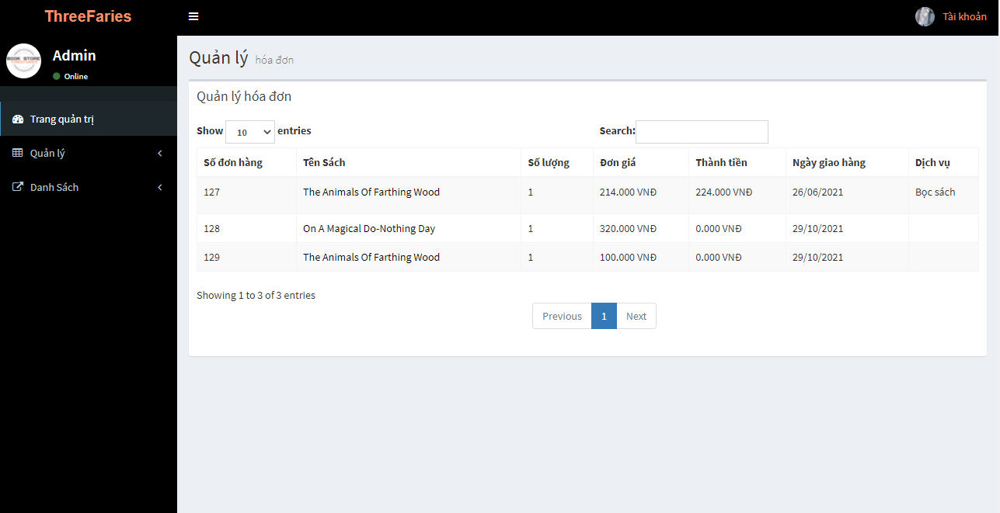 ThreeFaries
Tài khoản
BOOK STORE
Admin
Online
Trang quản trị
Quản lý
Danh Sách
Quản lý hóa đơn
Quản lý hóa đơn
Show 10 entries
Search:
Số đơn hàng Tên Sách Số lượng Đơn giá Thành tiền Ngày giao hàng Dịch vụ
127 The Animals Of Farthing Wood 1 214.000 VNĐ 224.000 VNĐ 26/06/2021 Bọc sách
128 On A Magical Do-Nothing Day 1 320.000 VNĐ 0.000 VNĐ 29/10/2021
129 The Animals Of Farthing Wood 1 100.000 VNĐ 0.000 VNĐ 29/10/2021
Showing 1 to 3 of 3 entries
Previous 1 Next